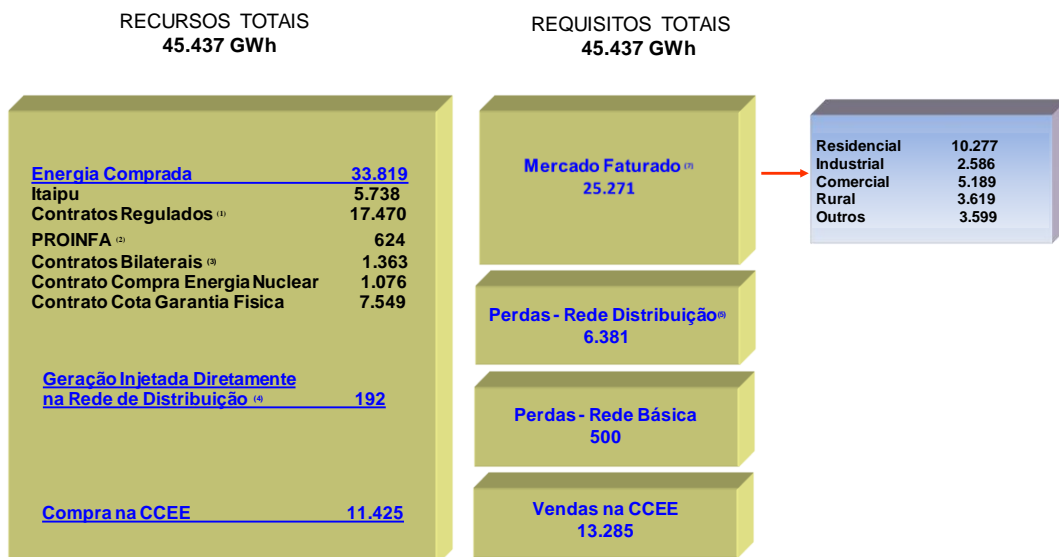 RECURSOS TOTAIS
45.437 GWh
Energia Comprada 33.819
Itaipu 5.738
Contratos Regulados (1) 17.470
PROINFA (2) 624
Contratos Bilaterais (3) 1.363
Contrato Compra Energia Nuclear 1.076
Contrato Cota Garantia Fisica 7.549
Geração Injetada Diretamente
na Rede de Distribuição (4) 192
Compra na CCEE 11.425
REQUISITOS TOTAIS
45.437 GWh
Mercado Faturado (7)
25.271
Perdas - Rede Distribuição
6.381
Perdas - Rede Básica
500
Vendas na CCEE
13.285
Residencial 10.277
Industrial 2.586
Comercial 5.189
Rural 3.619
Outros 3.599